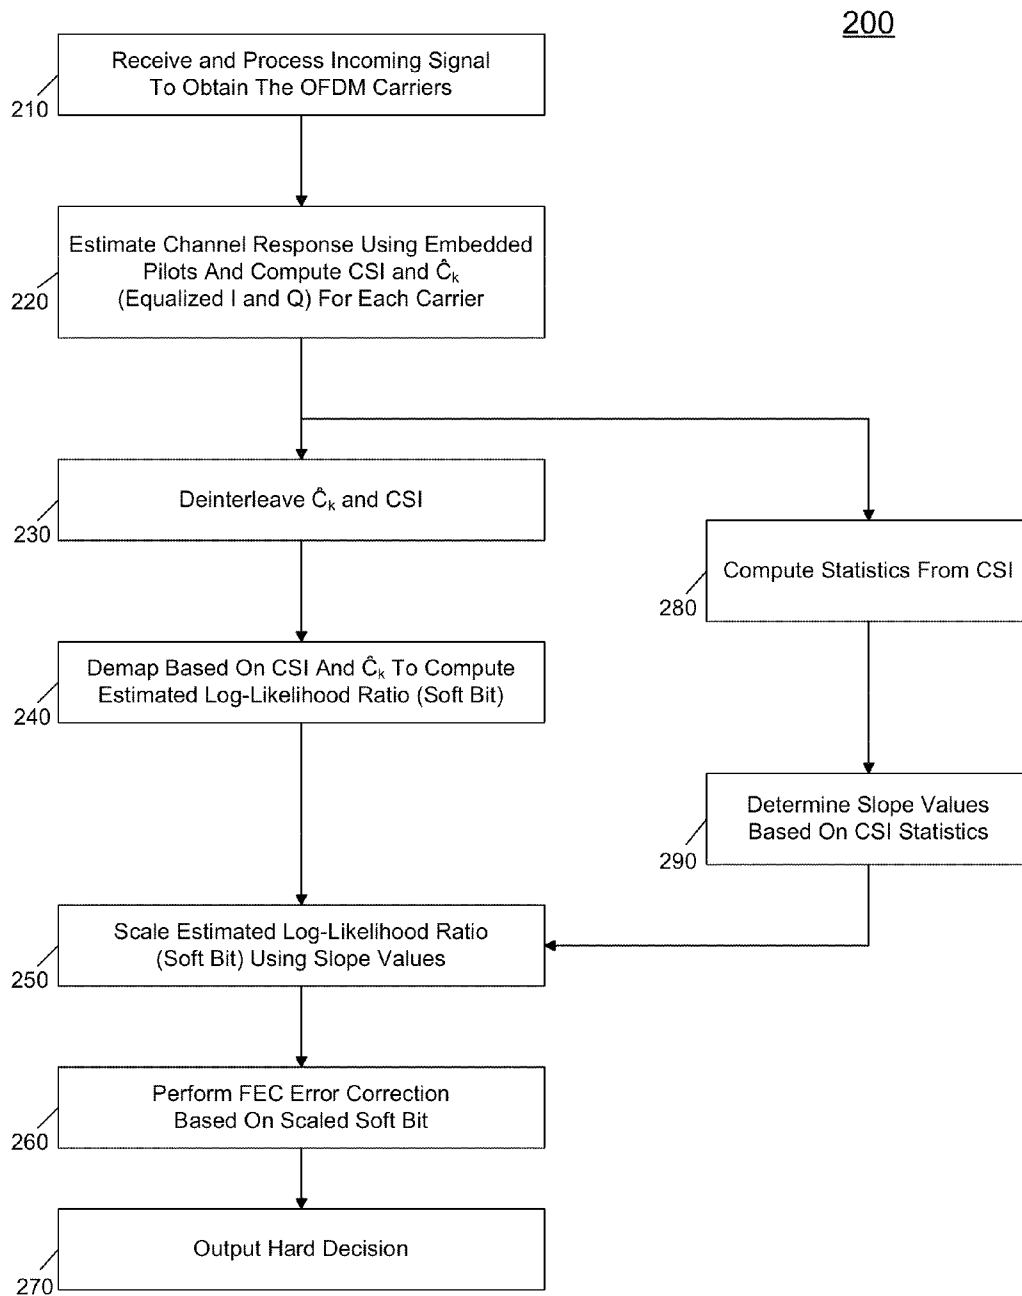 200
Receive and Process Incoming Signal
To Obtain The OFDM Carriers
210
Estimate Channel Response Using Embedded
Pilots And Compute CSI and Ĉk
(Equalized I and Q) For Each Carrier
220
Deinterleave Ĉk and CSI
230
Compute Statistics From CSI
280
Demap Based On CSI And Ĉk To Compute
Estimated Log-Likelihood Ratio (Soft Bit)
240
Determine Slope Values
Based On CSI Statistics
290
Scale Estimated Log-Likelihood Ratio
(Soft Bit) Using Slope Values
250
Perform FEC Error Correction
Based On Scaled Soft Bit
260
Output Hard Decision
270